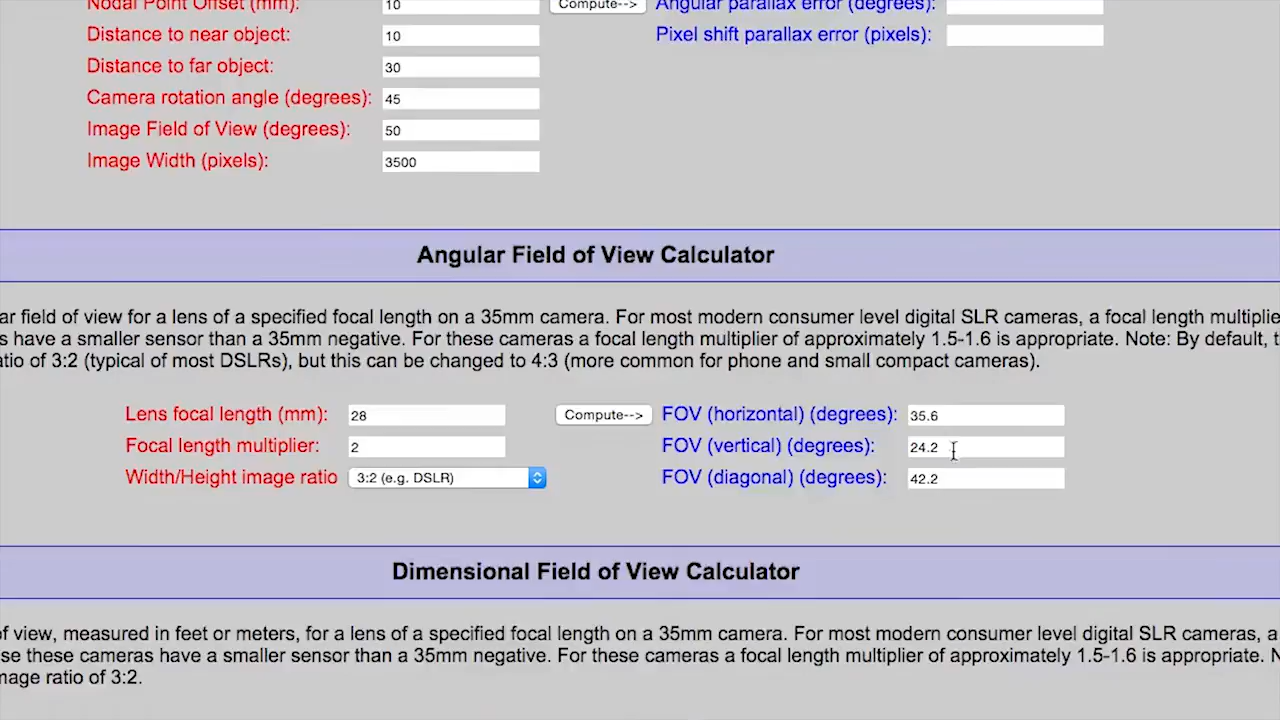 Nodal Point Offset (mm): 10 Compute--> Angular parallax error (degrees):
Distance to near object: 10 Pixel shift parallax error (pixels):
Distance to far object: 30
Camera rotation angle (degrees): 45
Image Field of View (degrees): 50
Image Width (pixels): 3500
Angular Field of View Calculator
ar field of view for a lens of a specified focal length on a 35mm camera. For most modern consumer level digital SLR cameras, a focal length multiplie
s have a smaller sensor than a 35mm negative. For these cameras a focal length multiplier of approximately 1.5-1.6 is appropriate. Note: By default, t
atio of 3:2 (typical of most DSLRs), but this can be changed to 4:3 (more common for phone and small compact cameras).
Lens focal length (mm): 28 Compute--> FOV (horizontal) (degrees): 35.6
Focal length multiplier: 2 FOV (vertical) (degrees): 24.2
Width/Height image ratio 3:2 (e.g. DSLR) FOV (diagonal) (degrees): 42.2
Dimensional Field of View Calculator
of view, measured in feet or meters, for a lens of a specified focal length on a 35mm camera. For most modern consumer level digital SLR cameras, a
se these cameras have a smaller sensor than a 35mm negative. For these cameras a focal length multiplier of approximately 1.5-1.6 is appropriate. N
mage ratio of 3:2.